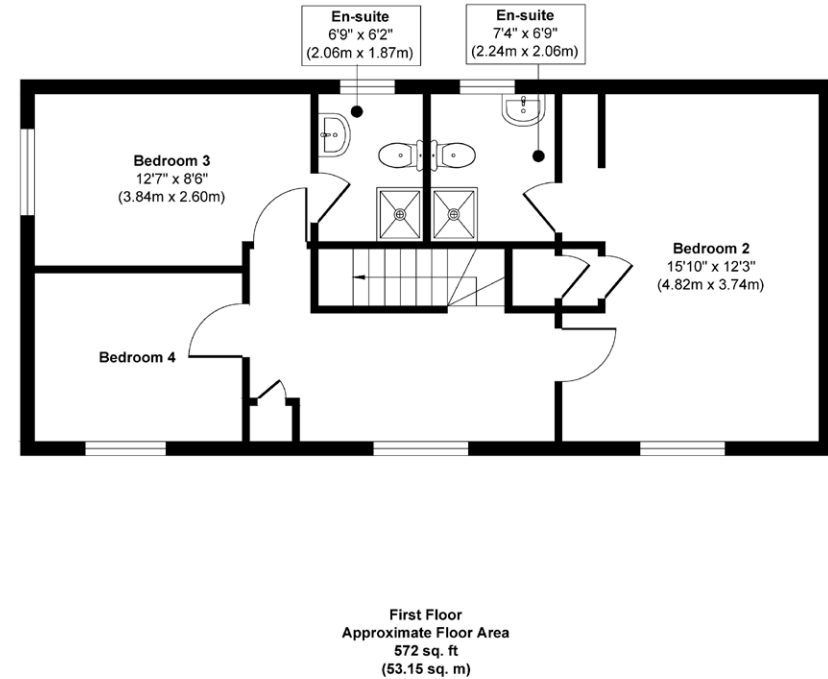 En-suite
6'9" x 6'2"
(2.06m x 1.87m)
En-suite
7'4" x 6'9"
(2.24m x 2.06m)
Bedroom 3
12'7" x 8'6"
(3.84m x 2.60m)
Bedroom 2
15'10" x 12'3"
(4.82m x 3.74m)
Bedroom 4
First Floor
Approximate Floor Area
572 sq. ft
(53.15 sq. m)